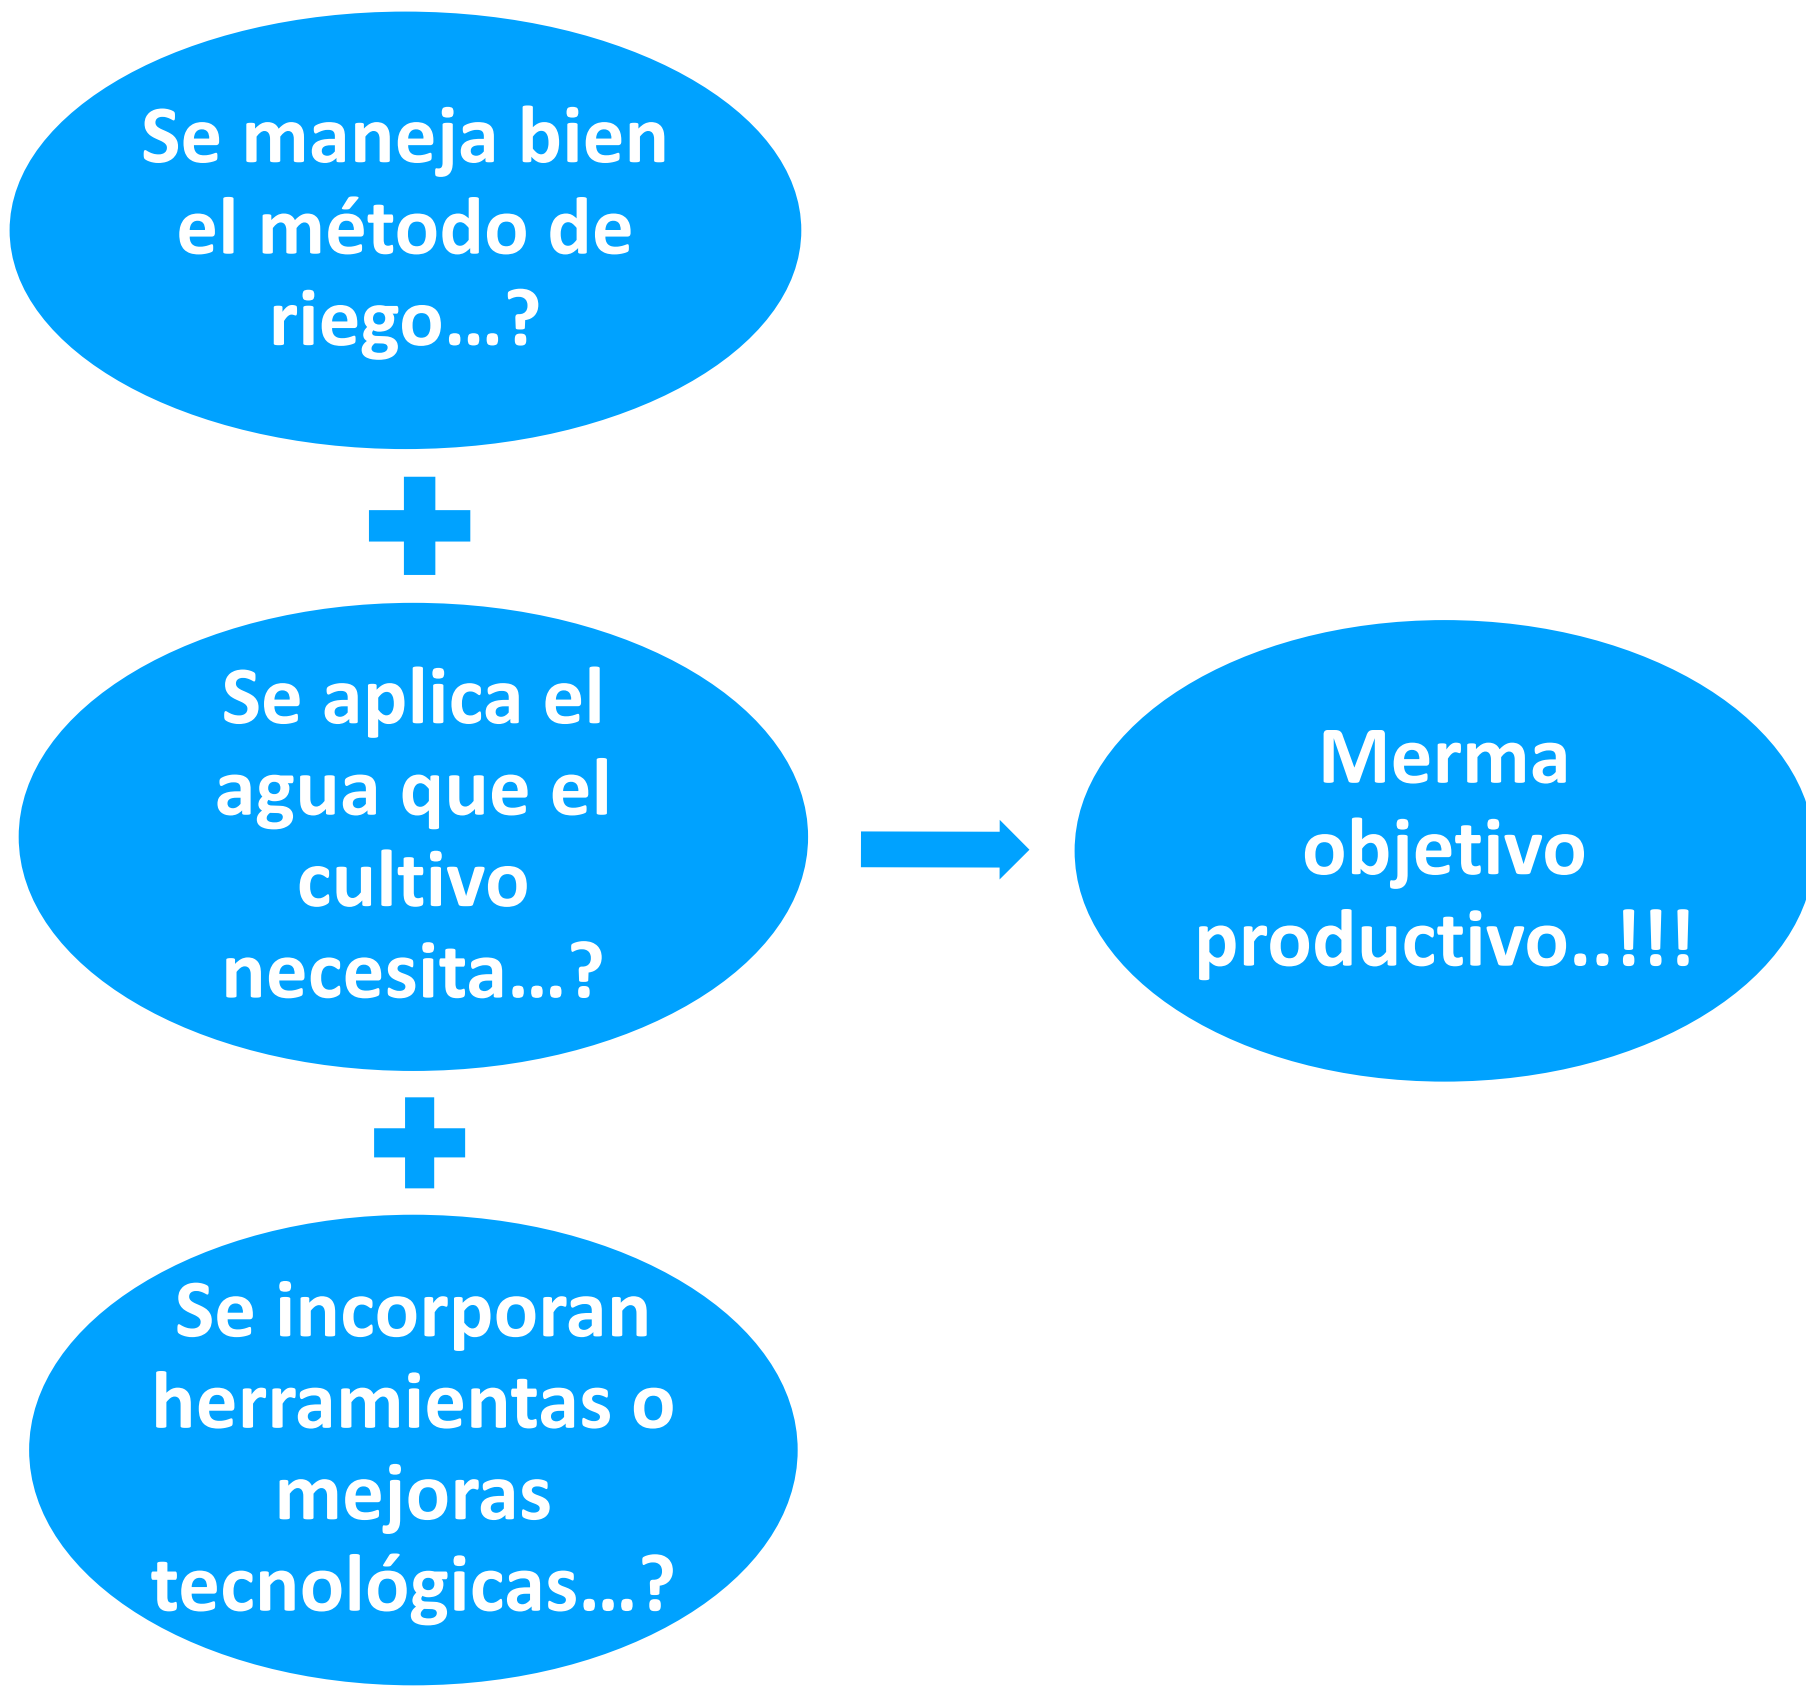 Se maneja bien
el método de
riego...?
Se aplica el
agua que el
cultivo
necesita...?
Merma
objetivo
productivo..!!!
Se incorporan
herramientas o
mejoras
tecnológicas...?